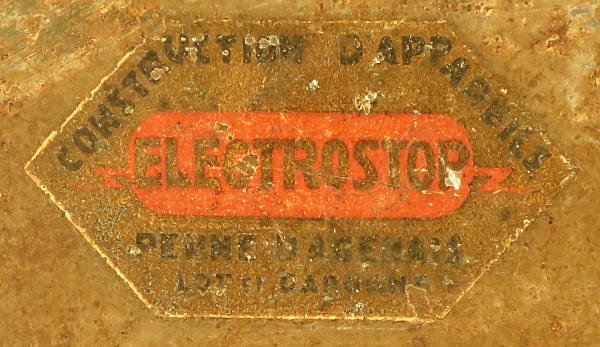 CONSTRUCTION D'APPAREILS
ELECTROSTOP
PENNE D'AGENAIS
LOT ET GARONNE